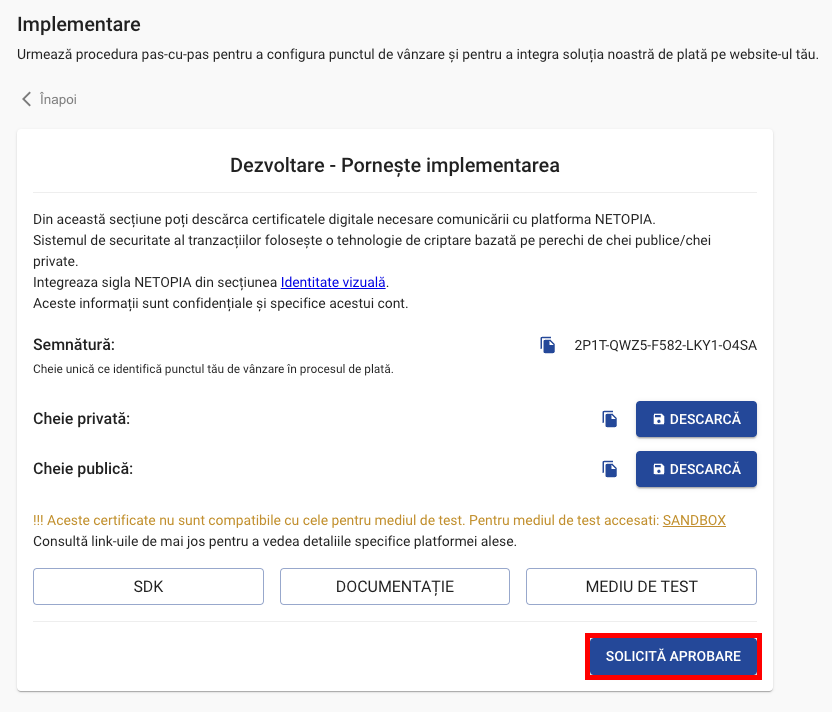 Implementare
Urmează procedura pas-cu-pas pentru a configura punctul de vânzare și pentru a integra soluția noastră de plată pe website-ul tău.
Înapoi
Dezvoltare - Pornește implementarea
Din această secțiune poți descărca certificatele digitale necesare comunicării cu platforma NETOPIA.
Sistemul de securitate al tranzacțiilor folosește o tehnologie de criptare bazată pe perechi de chei publice/chei
private.
Integreaza sigla NETOPIA din secțiunea Identitate vizuală.
Aceste informații sunt confidențiale și specifice acestui cont.
Semnătură:
2P1T-QWZ5-F582-LKY1-O4SA
Cheie unică ce identifică punctul tău de vânzare în procesul de plată.
Cheie privată:
DESCARCĂ
Cheie publică:
DESCARCĂ
!!! Aceste certificate nu sunt compatibile cu cele pentru mediul de test. Pentru mediul de test accesati: SANDBOX
Consultă link-uile de mai jos pentru a vedea detaliile specifice platformei alese.
SDK
DOCUMENTAȚIE
MEDIU DE TEST
SOLICITĂ APROBARE